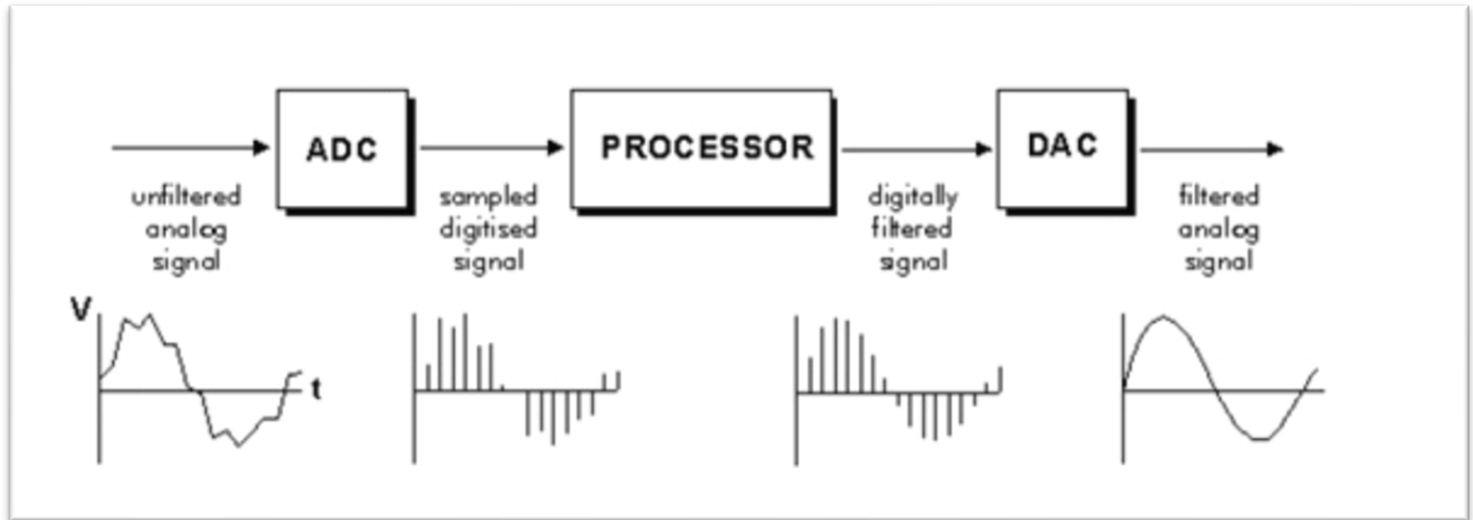 ADC
PROCESSOR
DAC
unfiltered
analog
signal
sampled
digitised
signal
digitally
filtered
signal
filtered
analog
signal
V
t